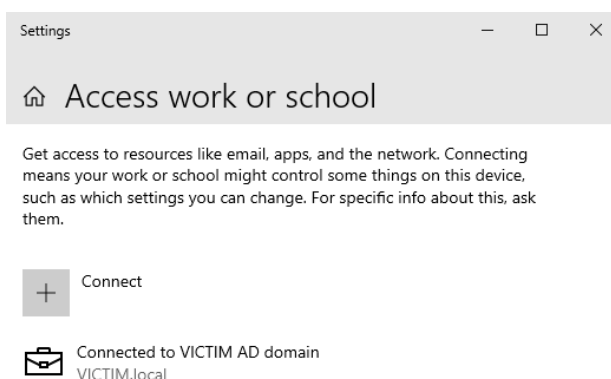 Settings
Access work or school
Get access to resources like email, apps, and the network. Connecting
means your work or school might control some things on this device,
such as which settings you can change. For specific info about this, ask
them.
Connect
Connected to VICTIM AD domain
VICTIM.local